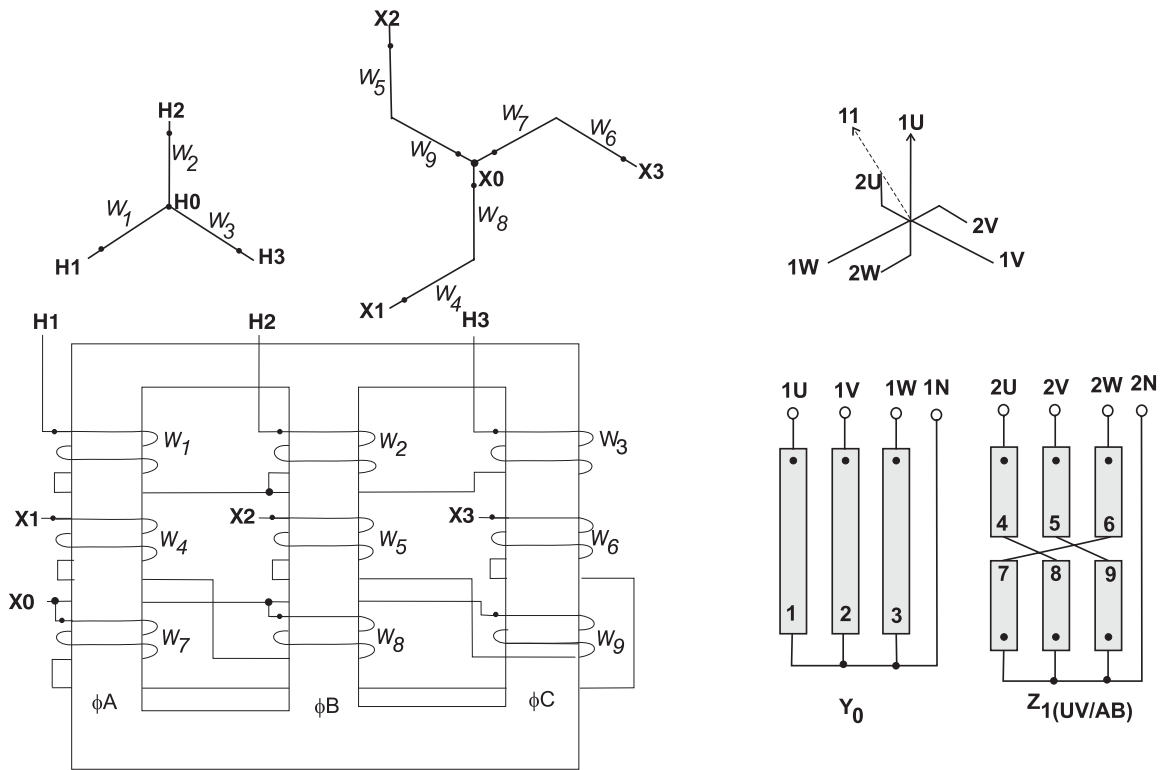 X2
W5
W9
W7
W6
X0
X3
W8
W4
X1
H2
W2
H0
W1
W3
H1
H3
11
1U
2U
2V
1W
2W
1V
H1
H2
H3
W1
W2
W3
X1
X2
X3
W4
W5
W6
X0
W7
W8
W9
ϕA
ϕB
ϕC
1U 1V 1W 1N
1 2 3
Y0
2U 2V 2W 2N
4 5 6
7 8 9
Z1(UV/AB)